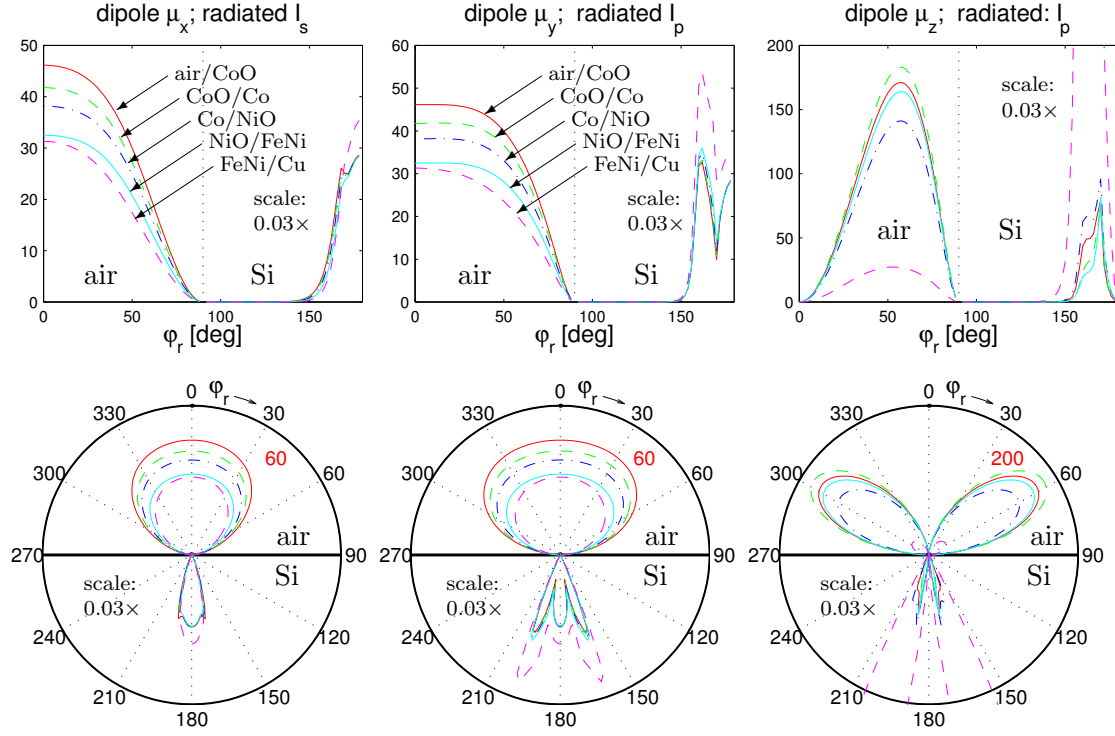 dipole μx; radiated Is
50
40
30
20
10
0
0
50
100
150
air/CoO
CoO/Co
Co/NiO
NiO/FeNi
FeNi/Cu
scale:
0.03×
air
Si
φr [deg]
dipole μy; radiated Ip
60
50
40
30
20
10
0
0
50
100
150
air/CoO
CoO/Co
Co/NiO
NiO/FeNi
FeNi/Cu
scale:
0.03×
air
Si
φr [deg]
dipole μz; radiated: Ip
200
150
100
50
0
0
50
100
150
scale:
0.03×
air
Si
φr [deg]
0
φr
30
60
90
120
150
180
210
240
270
300
330
60
air
Si
scale:
0.03×
0
φr
30
60
90
120
150
180
210
240
270
300
330
60
air
Si
scale:
0.03×
0
φr
30
60
90
120
150
180
210
240
270
300
330
200
air
Si
scale:
0.03×